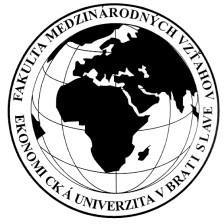 FAKULTA MEDZINÁRODNÝCH VZŤAHOV
EKONOMICKÁ UNIVERZITA V BRATISLAVE